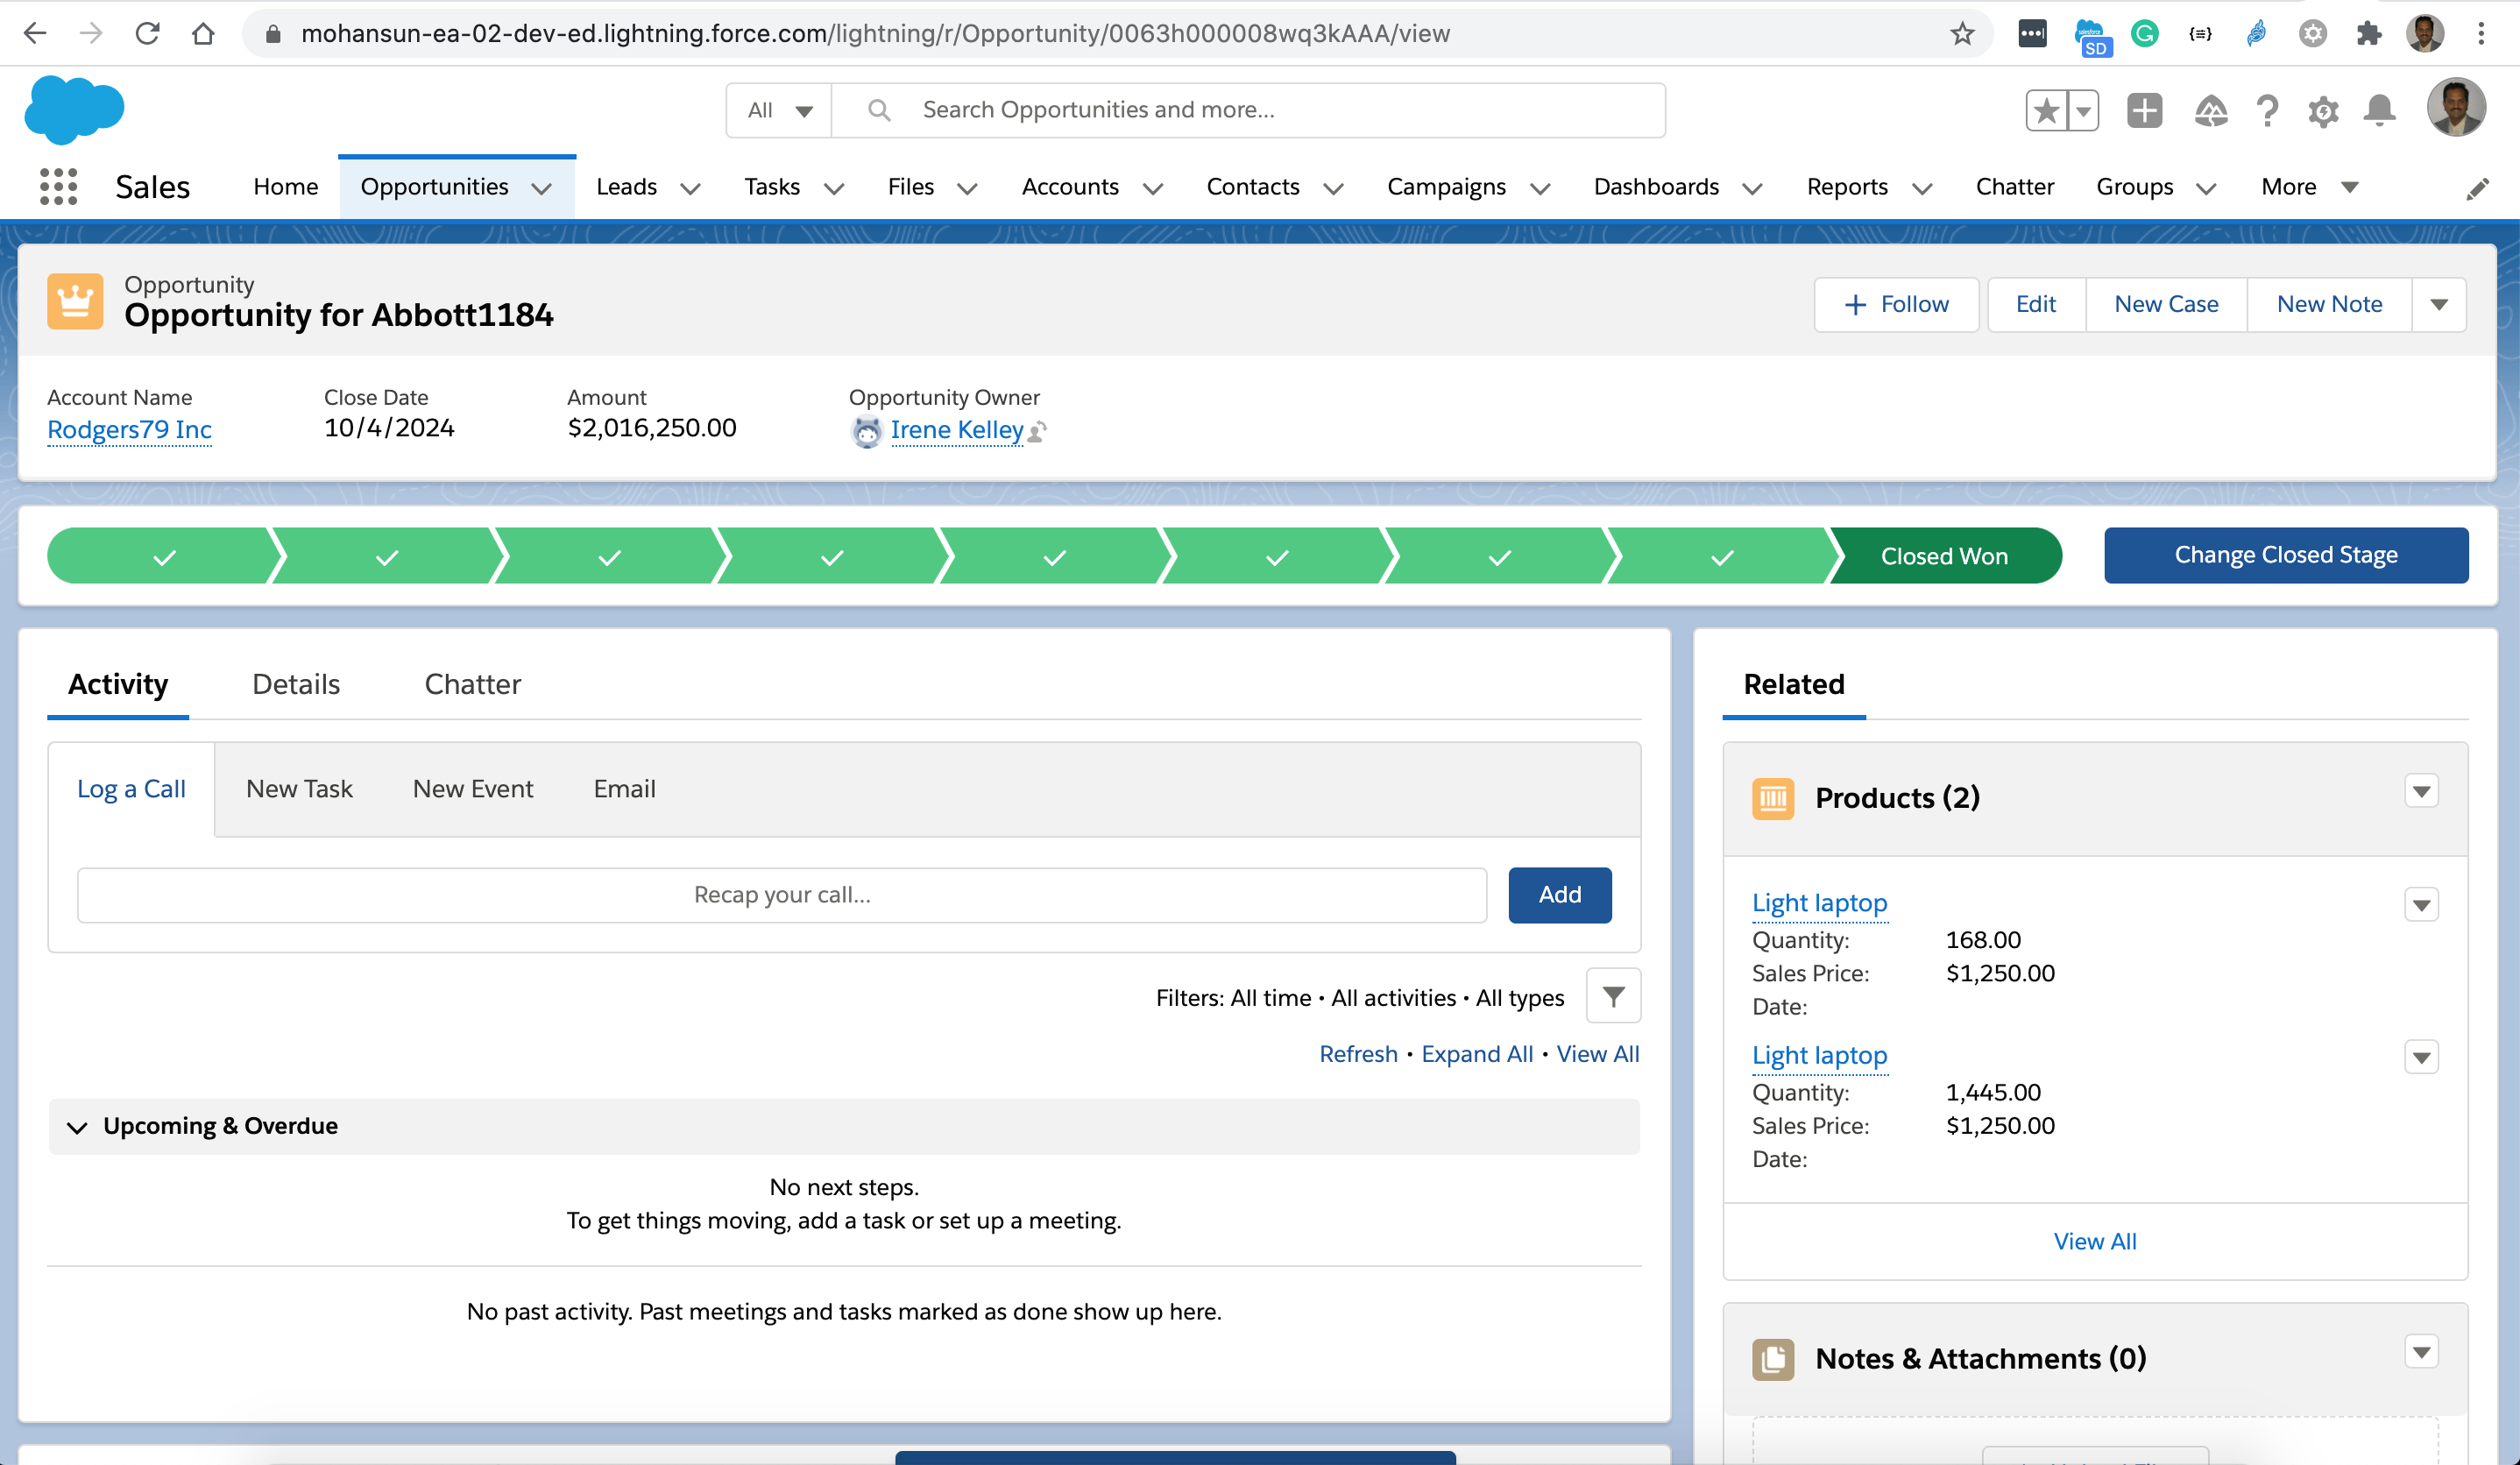 mohansun-ea-02-dev-ed.lightning.force.com/lightning/r/Opportunity/0063h000008wq3kAAA/view
SD
All
Search Opportunities and more...
Sales Home Opportunities Leads Tasks Files Accounts Contacts Campaigns Dashboards Reports Chatter Groups More
Opportunity
Opportunity for Abbott1184
Follow Edit New Case New Note
Account Name Close Date Amount Opportunity Owner
Rodgers79 Inc 10/4/2024 $2,016,250.00 Irene Kelley
Closed Won
Change Closed Stage
Activity Details Chatter
Log a Call New Task New Event Email
Recap your call...
Add
Filters: All time • All activities • All types
Refresh • Expand All • View All
Upcoming & Overdue
No next steps.
To get things moving, add a task or set up a meeting.
No past activity. Past meetings and tasks marked as done show up here.
Related
Products (2)
Light laptop
Quantity: 168.00
Sales Price: $1,250.00
Date:
Light laptop
Quantity: 1,445.00
Sales Price: $1,250.00
Date:
View All
Notes & Attachments (0)